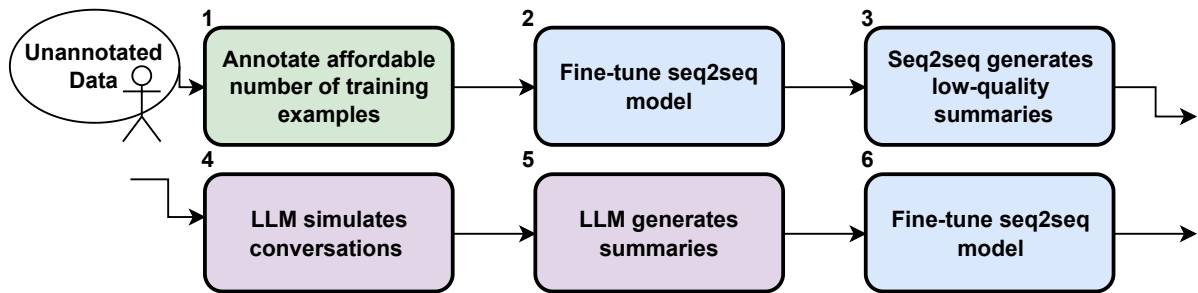 Unannotated
Data
1
Annotate affordable
number of training
examples
2
Fine-tune seq2seq
model
3
Seq2seq generates
low-quality
summaries
4
LLM simulates
conversations
5
LLM generates
summaries
6
Fine-tune seq2seq
model